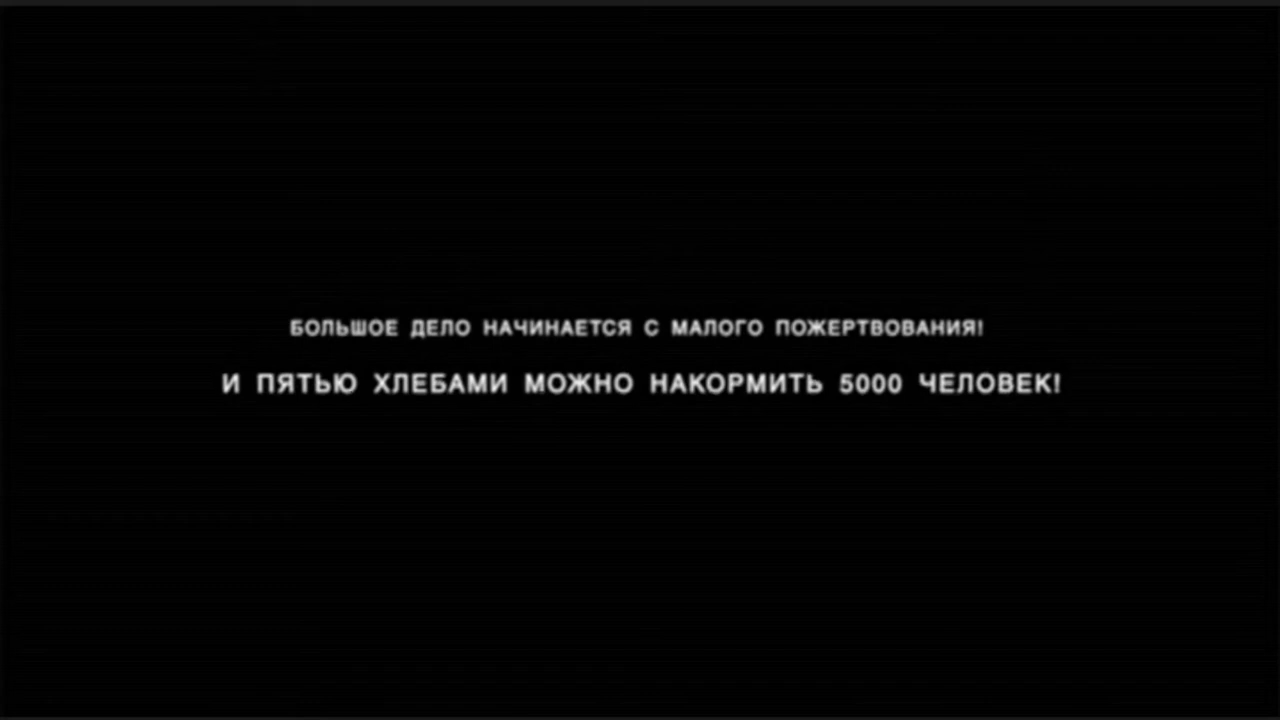 БОЛЬШОЕ ДЕЛО НАЧИНАЕТСЯ С МАЛОГО ПОЖЕРТВОВАНИЯ!
И ПЯТЬЮ ХЛЕБАМИ МОЖНО НАКОРМИТЬ 5000 ЧЕЛОВЕК!